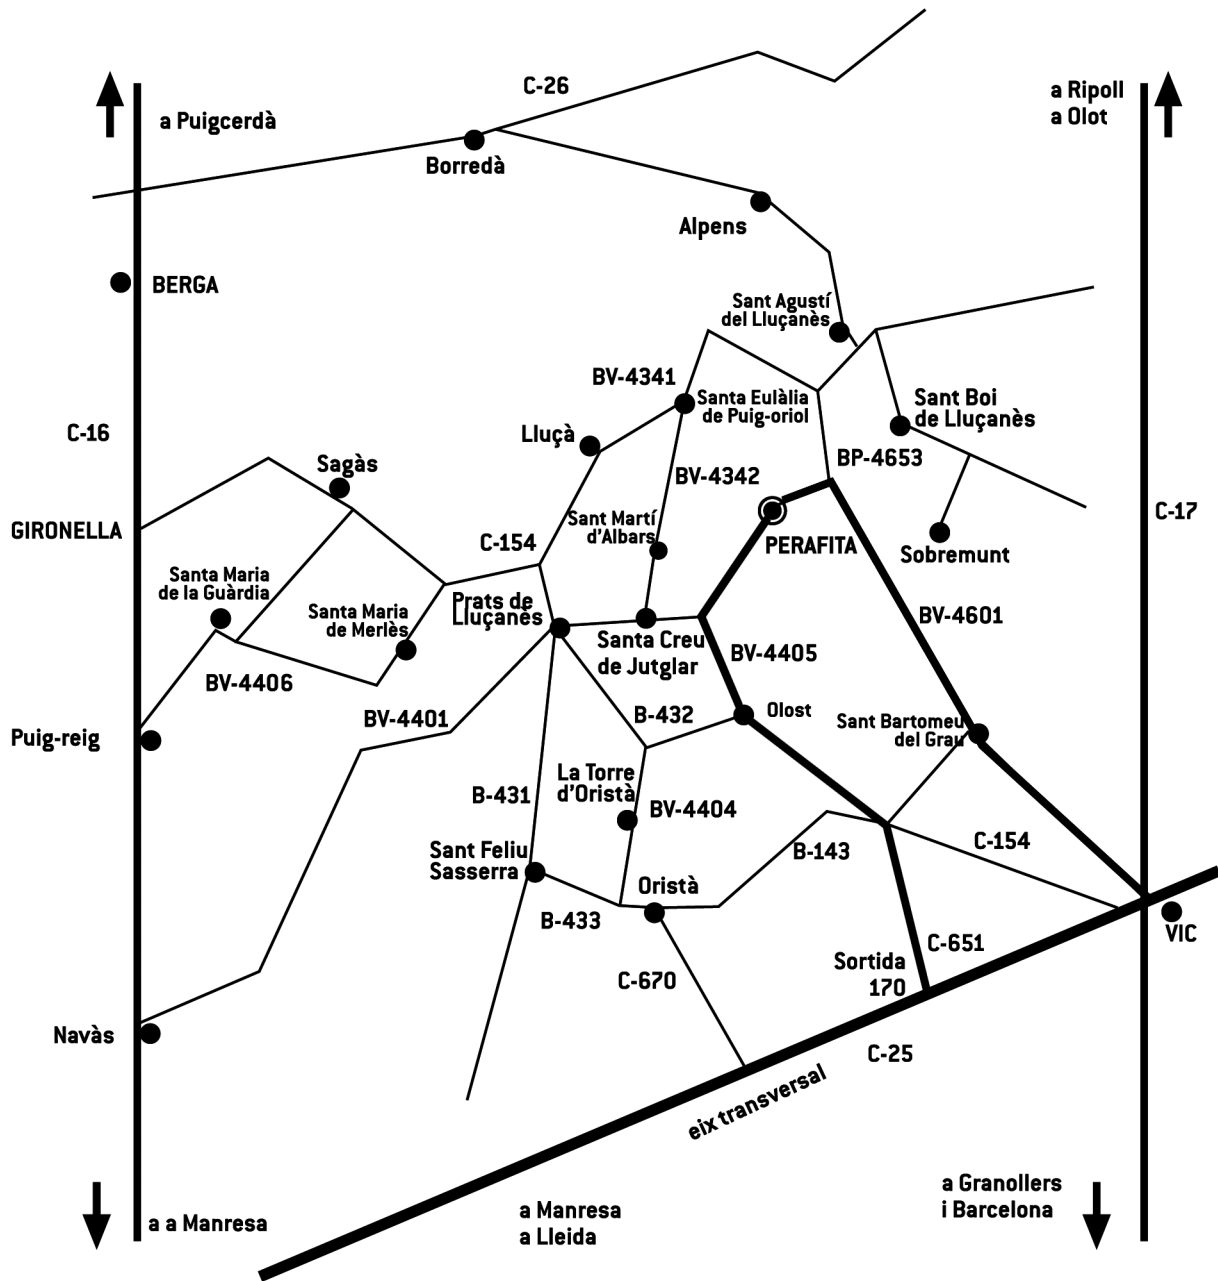 C-26
a Ripoll
a Olot
a Puigcerdà
Borredà
Alpens
BERGA
Sant Agustí
del Lluçanès
BV-4341
Santa Eulàlia
de Puig-oriol
Sant Boi
de Lluçanès
C-16
Lluçà
Sagàs
BP-4653
BV-4342
C-17
GIRONELLA
Sant Martí
d'Albars
PERAFITA
C-154
Sobremunt
Santa Maria
de la Guàrdia
Santa Maria
de Merlès
Prats de
Lluçanès
BV-4601
Santa Creu
de Jutglar
BV-4405
BV-4406
BV-4401
B-432
Olost
Sant Bartomeu
del Grau
Puig-reig
La Torre
d'Oristà
B-431
BV-4404
C-154
B-143
Sant Feliu
Sasserra
Oristà
B-433
VIC
C-651
Sortida
170
C-670
Navàs
C-25
eix transversal
a Granollers
i Barcelona
a Manresa
a Lleida
a a Manresa